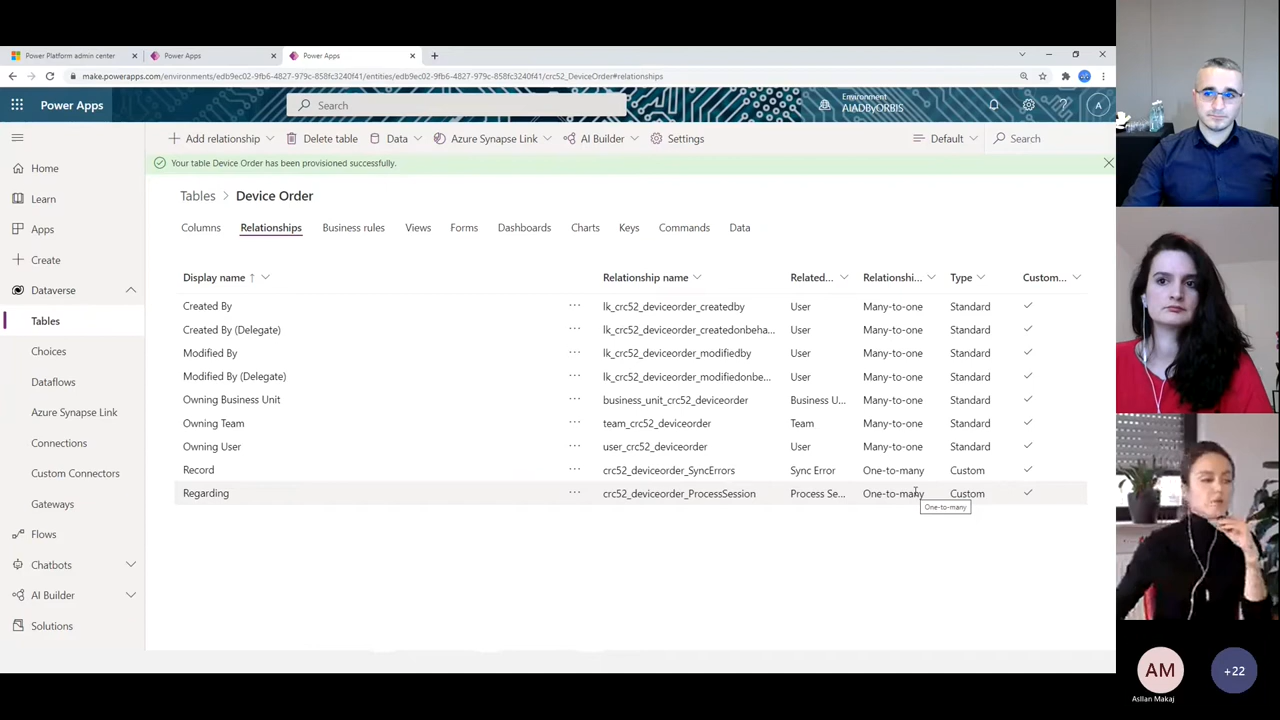 Power Platform admin center
Power Apps
Power Apps
make.powerapps.com/environments/edb9ec02-9fb6-4827-979c-858fc3240f41/entities/edb9ec02-9fb6-4827-979c-858fc3240f41/crc52_DeviceOrder#relationships
Power Apps
Search
Environment
AIADByORBIS
A
Add relationship
Delete table
Data
Azure Synapse Link
AI Builder
Settings
Default
Search
Your table Device Order has been provisioned successfully.
Home
Learn
Apps
Create
Dataverse
Tables
Choices
Dataflows
Azure Synapse Link
Connections
Custom Connectors
Gateways
Flows
Chatbots
AI Builder
Solutions
Tables > Device Order
Columns Relationships Business rules Views Forms Dashboards Charts Keys Commands Data
Display name ↑ Relationship name Related... Relationshi... Type Custom...
Created By ... lk_crc52_deviceorder_createdby User Many-to-one Standard
Created By (Delegate) ... lk_crc52_deviceorder_createdonbeha... User Many-to-one Standard
Modified By ... lk_crc52_deviceorder_modifiedby User Many-to-one Standard
Modified By (Delegate) ... lk_crc52_deviceorder_modifiedonbe... User Many-to-one Standard
Owning Business Unit ... business_unit_crc52_deviceorder Business U... Many-to-one Standard
Owning Team ... team_crc52_deviceorder Team Many-to-one Standard
Owning User ... user_crc52_deviceorder User Many-to-one Standard
Record ... crc52_deviceorder_SyncErrors Sync Error One-to-many Custom
Regarding ... crc52_deviceorder_ProcessSession Process Se... One-to-many Custom
One-to-many
AM
+22
Asllan Makaj